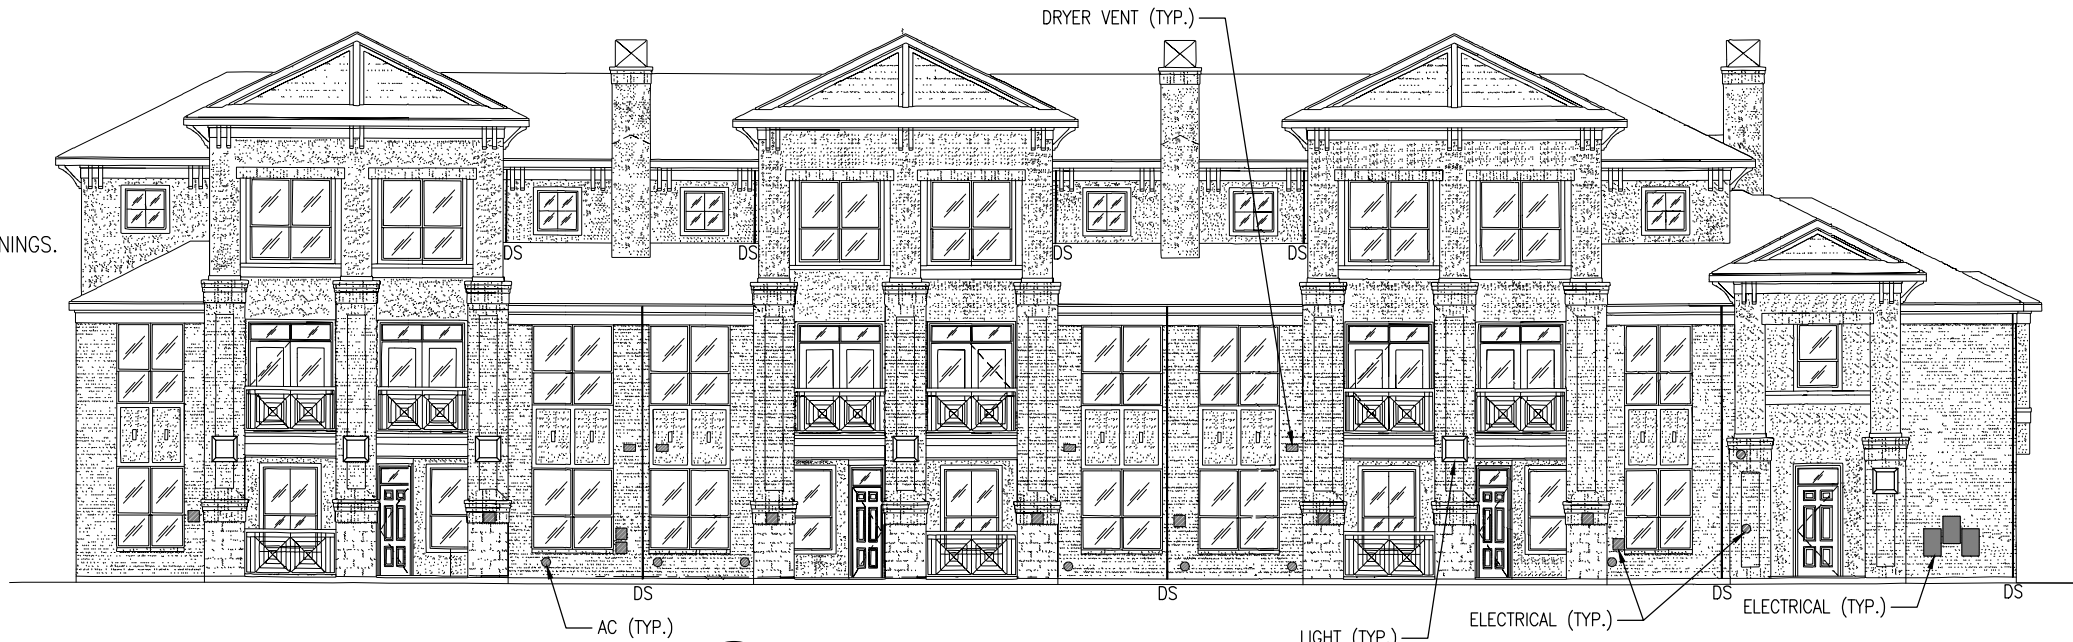 DRYER VENT (TYP.)
NINGS.
DS DS DS DS
DS DS DS DS
AC (TYP.)
LIGHT (TYP.)
ELECTRICAL (TYP.)
ELECTRICAL (TYP.)